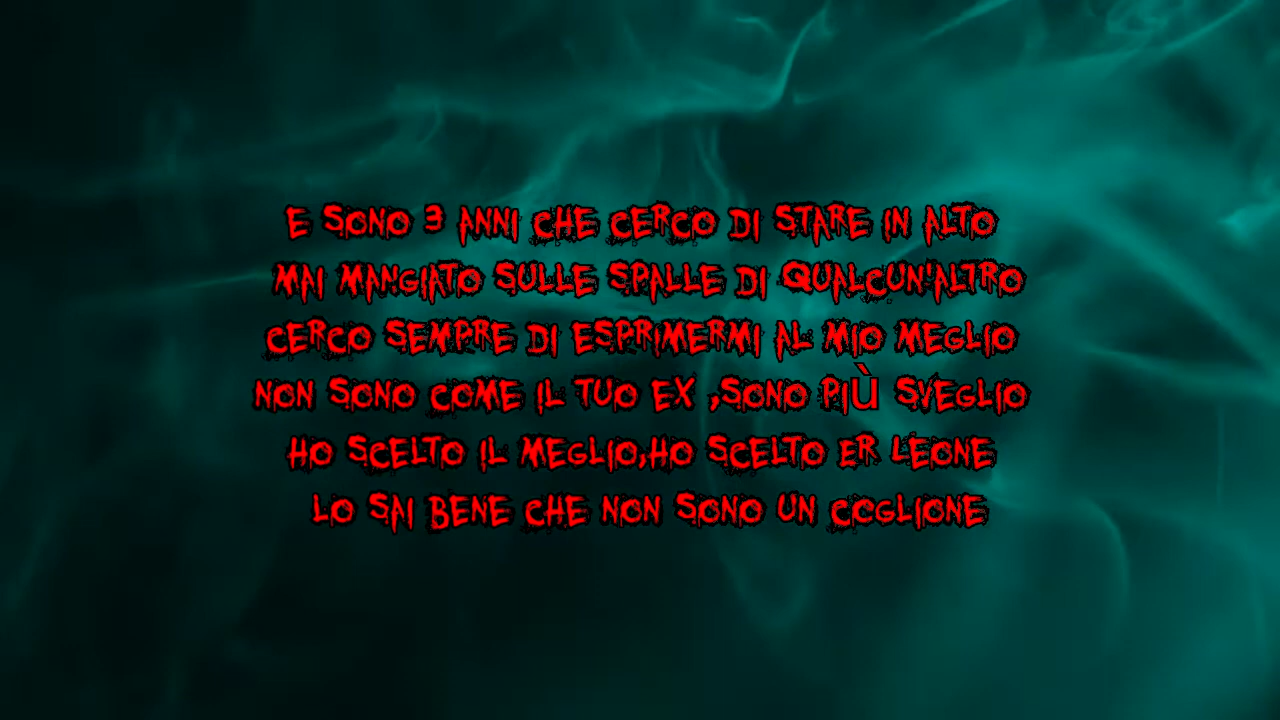 E SONO 3 ANNI CHE CERCO DI STARE IN ALTO
MAI MANGIATO SULLE SPALLE DI QUALCUN'ALTRO
CERCO SEMPRE DI ESPRIMERMI AL MIO MEGLIO
NON SONO COME IL TUO EX ,SONO PIÙ SVEGLIO
HO SCELTO IL MEGLIO,HO SCELTO ER LEONE
LO SAI BENE CHE NON SONO UN COGLIONE